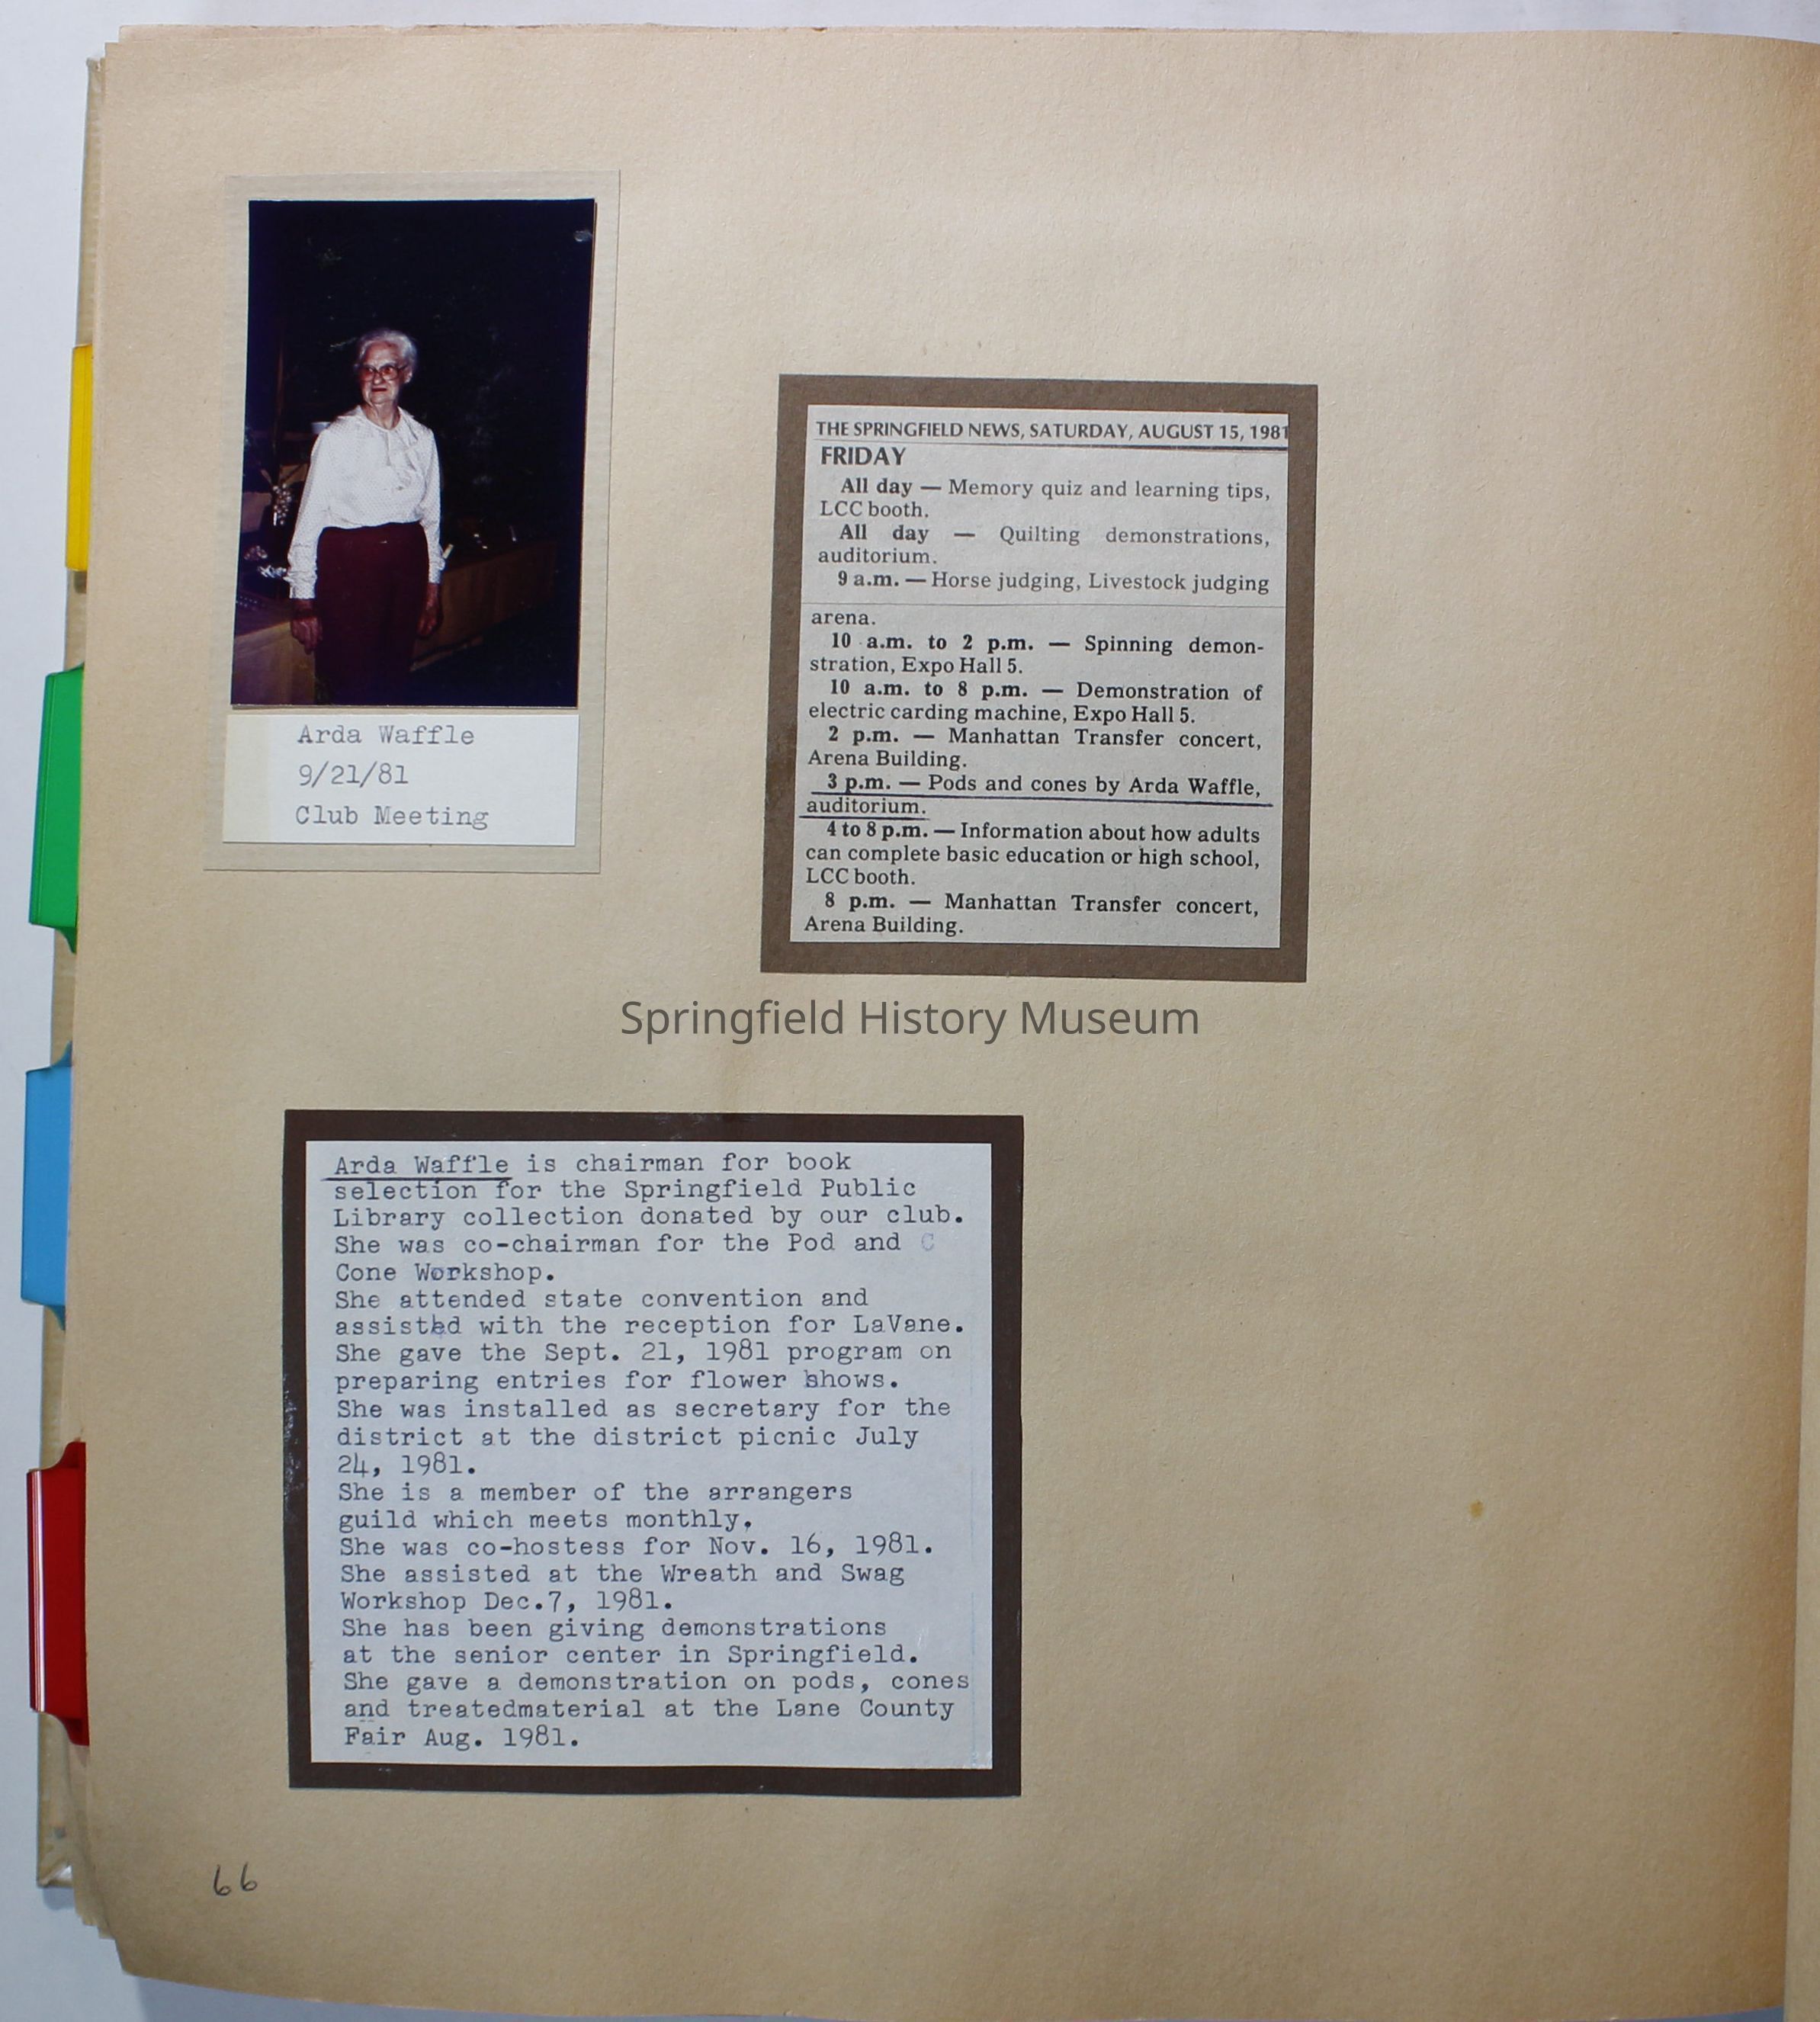 Arda Waffle
9/21/81
Club Meeting
THE SPRINGFIELD NEWS, SATURDAY, AUGUST 15, 1981
FRIDAY
All day — Memory quiz and learning tips,
LCC booth.
All day — Quilting demonstrations,
auditorium.
9 a.m. — Horse judging, Livestock judging
arena.
10 a.m. to 2 p.m. — Spinning demon-
stration, Expo Hall 5.
10 a.m. to 8 p.m. — Demonstration of
electric carding machine, Expo Hall 5.
2 p.m. — Manhattan Transfer concert,
Arena Building.
3 p.m. — Pods and cones by Arda Waffle,
auditorium.
4 to 8 p.m. — Information about how adults
can complete basic education or high school,
LCC booth.
8 p.m. — Manhattan Transfer concert,
Arena Building.
Springfield History Museum
Arda Waffle is chairman for book
selection for the Springfield Public
Library collection donated by our club.
She was co-chairman for the Pod and C
Cone Workshop.
She attended state convention and
assisted with the reception for LaVane.
She gave the Sept. 21, 1981 program on
preparing entries for flower shows.
She was installed as secretary for the
district at the district picnic July
24, 1981.
She is a member of the arrangers
guild which meets monthly.
She was co-hostess for Nov. 16, 1981.
She assisted at the Wreath and Swag
Workshop Dec.7, 1981.
She has been giving demonstrations
at the senior center in Springfield.
She gave a demonstration on pods, cones
and treatedmaterial at the Lane County
Fair Aug. 1981.
66